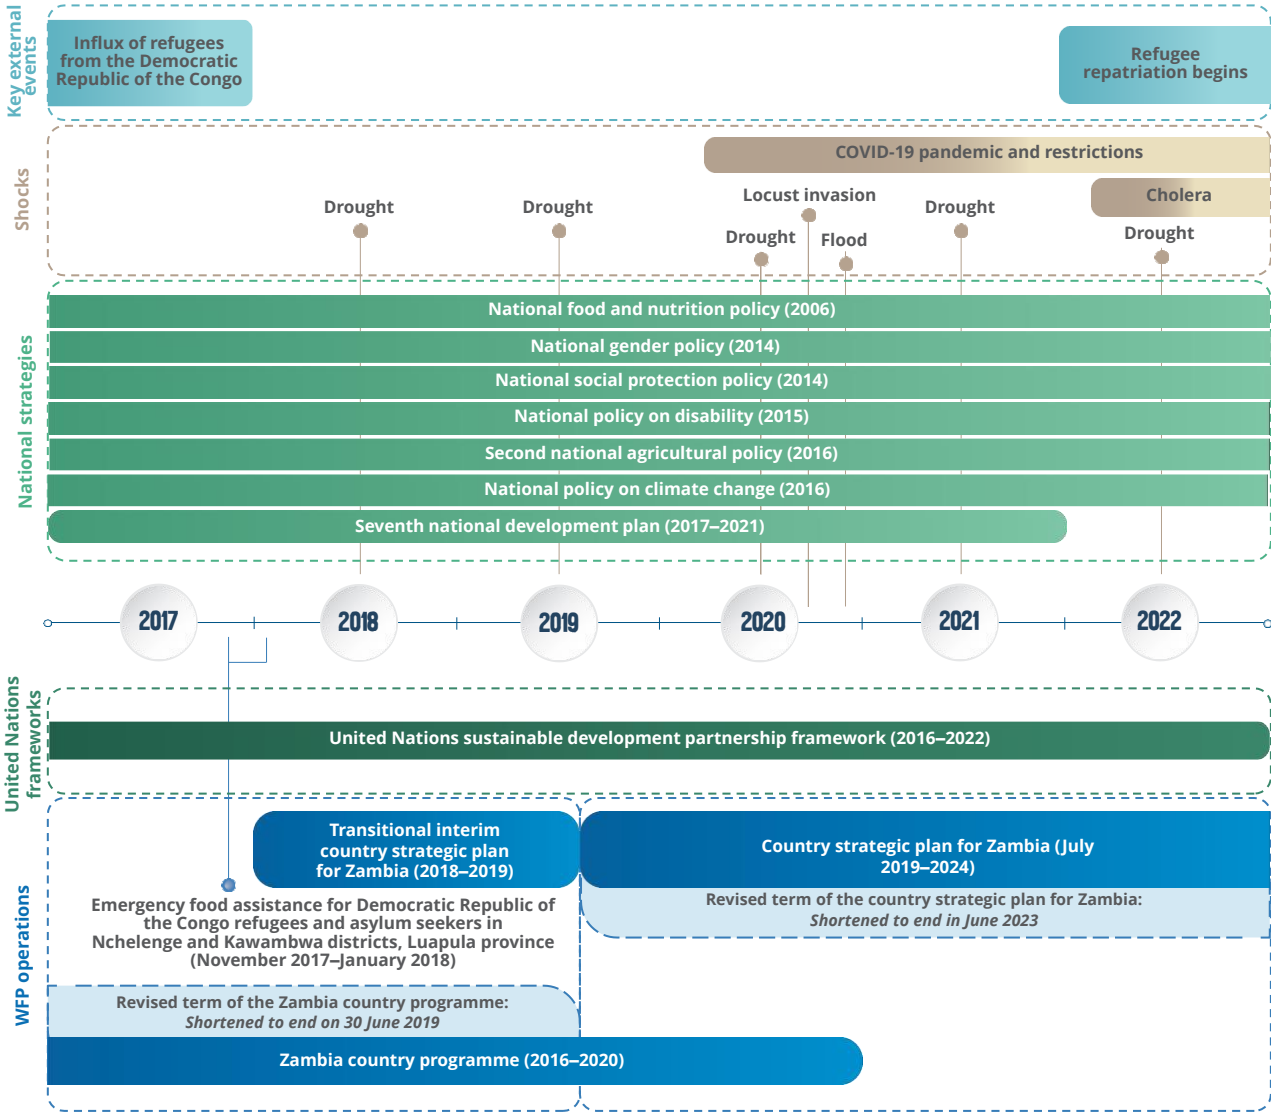 Key external
events
Influx of refugees
from the Democratic
Republic of the Congo
Refugee
repatriation begins
Shocks
COVID-19 pandemic and restrictions
Cholera
Locust invasion
Drought
Drought
Drought
Drought
Flood
Drought
National strategies
National food and nutrition policy (2006)
National gender policy (2014)
National social protection policy (2014)
National policy on disability (2015)
Second national agricultural policy (2016)
National policy on climate change (2016)
Seventh national development plan (2017–2021)
2017
2018
2019
2020
2021
2022
United Nations
frameworks
United Nations sustainable development partnership framework (2016–2022)
WFP operations
Transitional interim
country strategic plan
for Zambia (2018–2019)
Country strategic plan for Zambia (July
2019–2024)
Revised term of the country strategic plan for Zambia:
Shortened to end in June 2023
Emergency food assistance for Democratic Republic of
the Congo refugees and asylum seekers in
Nchelenge and Kawambwa districts, Luapula province
(November 2017–January 2018)
Revised term of the Zambia country programme:
Shortened to end on 30 June 2019
Zambia country programme (2016–2020)